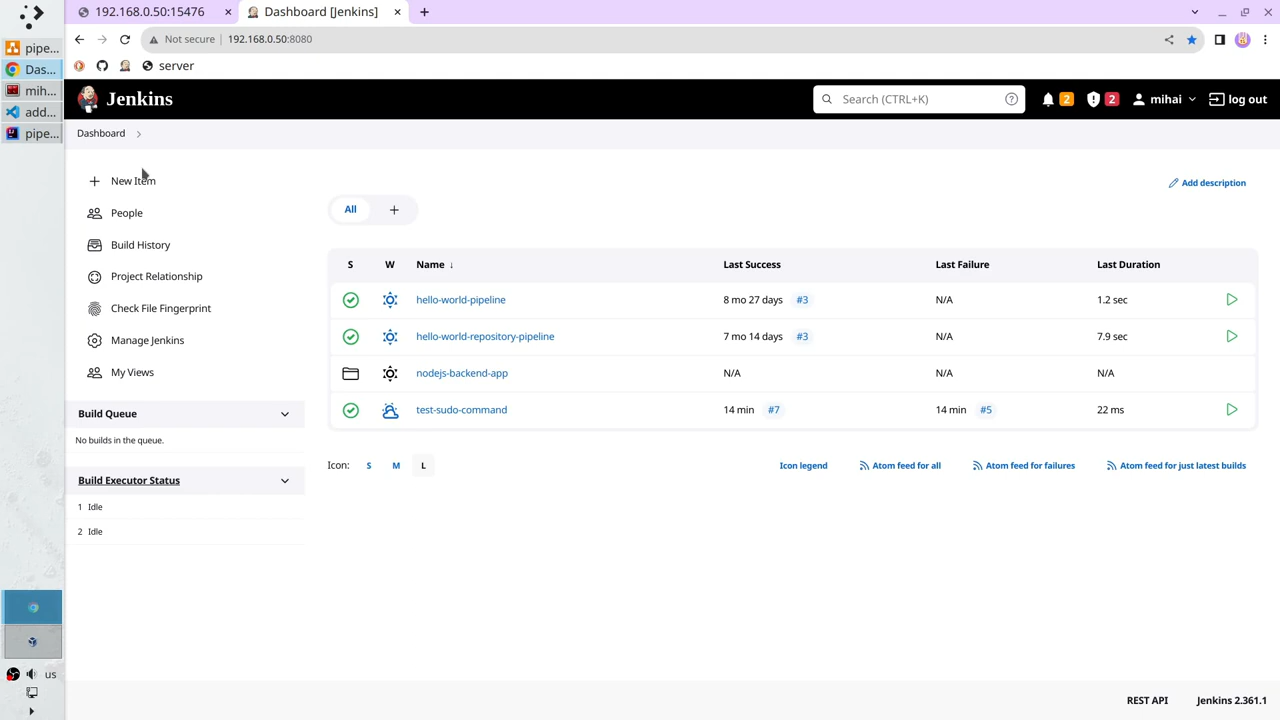 192.168.0.50:15476
Dashboard [Jenkins]
Not secure
192.168.0.50:8080
server
pipe...
Das...
mih...
add...
pipe...
us
Jenkins
Search (CTRL+K)
2
2
mihai
log out
Dashboard
New Item
People
Build History
Project Relationship
Check File Fingerprint
Manage Jenkins
My Views
Build Queue
No builds in the queue.
Build Executor Status
1 Idle
2 Idle
Add description
All
S W Name ↓ Last Success Last Failure Last Duration
hello-world-pipeline 8 mo 27 days #3 N/A 1.2 sec
hello-world-repository-pipeline 7 mo 14 days #3 N/A 7.9 sec
nodejs-backend-app N/A N/A N/A
test-sudo-command 14 min #7 14 min #5 22 ms
Icon: S M L
Icon legend
Atom feed for all
Atom feed for failures
Atom feed for just latest builds
REST API
Jenkins 2.361.1